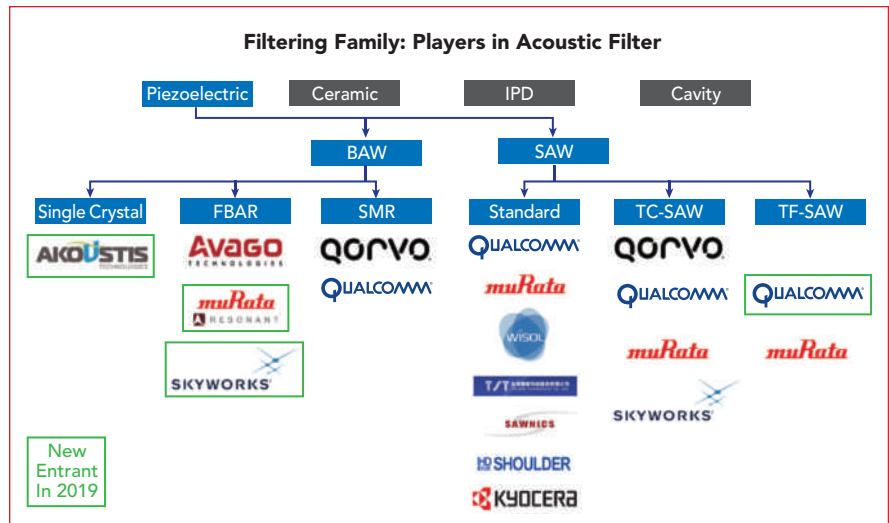 Filtering Family: Players in Acoustic Filter
Piezoelectric
Ceramic
IPD
Cavity
BAW
SAW
Single Crystal
FBAR
SMR
Standard
TC-SAW
TF-SAW
AKOUSTIS
TECHNOLOGIES
AVAGO
TECHNOLOGIES
muRata
RESONANT
SKYWORKS
QORVO
QUALCOMM
QUALCOMM
muRata
WiSOL
TST
SAWNICS
SHOULDER
KYOCERA
QORVO
QUALCOMM
muRata
SKYWORKS
QUALCOMM
muRata
New
Entrant
In 2019